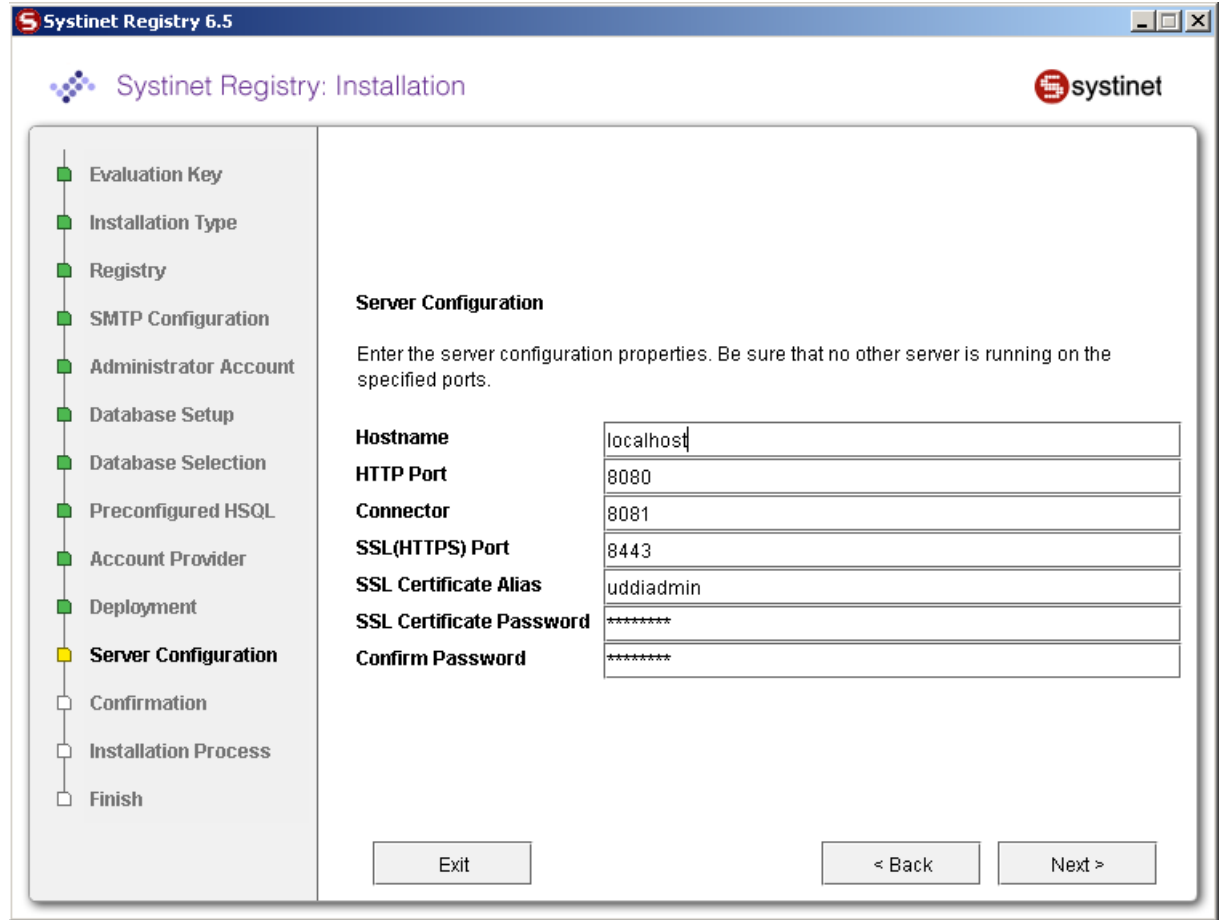 Systinet Registry 6.5
Systinet Registry: Installation
systinet
Evaluation Key
Installation Type
Registry
SMTP Configuration
Administrator Account
Database Setup
Database Selection
Preconfigured HSQL
Account Provider
Deployment
Server Configuration
Confirmation
Installation Process
Finish
Server Configuration
Enter the server configuration properties. Be sure that no other server is running on the
specified ports.
Hostname localhost
HTTP Port 8080
Connector 8081
SSL(HTTPS) Port 8443
SSL Certificate Alias uddiadmin
SSL Certificate Password ********
Confirm Password ********
Exit < Back Next >